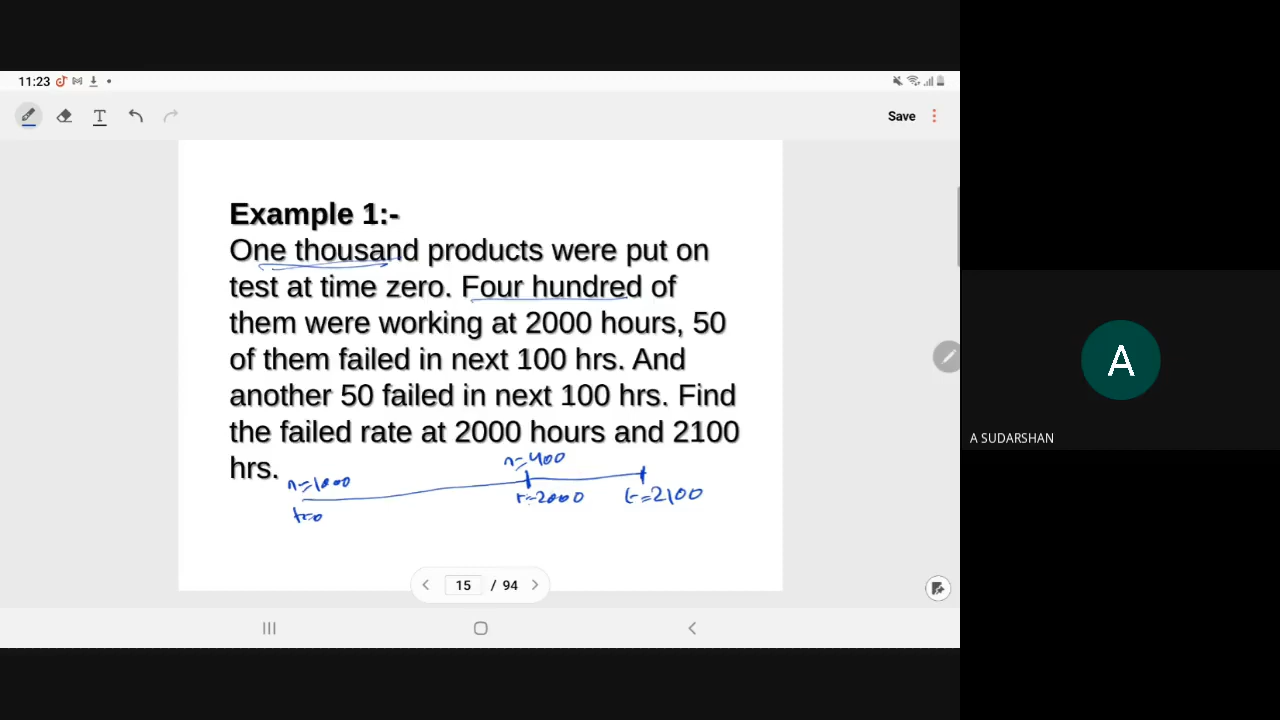 11:23
Save
Example 1:-
One thousand products were put on
test at time zero. Four hundred of
them were working at 2000 hours, 50
of them failed in next 100 hrs. And
another 50 failed in next 100 hrs. Find
the failed rate at 2000 hours and 2100
hrs.
n=1000
n=400
t=0
t=2000
t=2100
15 / 94
A
A SUDARSHAN